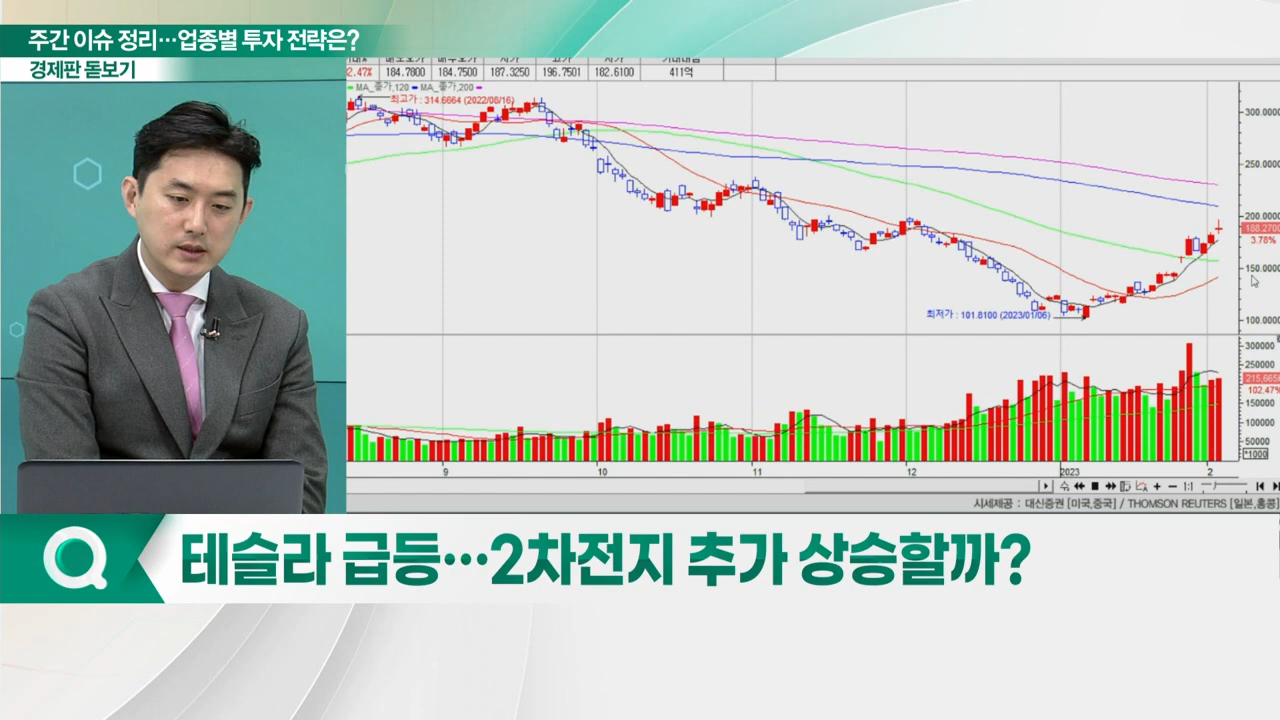 주간 이슈 정리…업종별 투자 전략은?
경제판 돋보기
2.47% 184.7800 184.7500 187.3250 196.7501 182.6100 411억
MA_종가,120 MA_종가,200
최고가 : 314.6664 (2022/08/16)
300.0000
250.0000
200.0000
188.2700
3.78%
150.0000
최저가 : 101.8100 (2023/01/06)
100.0000
300000
250000
215,665
102.47%
150000
100000
50000
*1000
9 10 11 12 2023 2
1:1
시세제공 : 대신증권 [미국,중국] / THOMSON REUTERS [일본,홍콩]
테슬라 급등…2차전지 추가 상승할까?